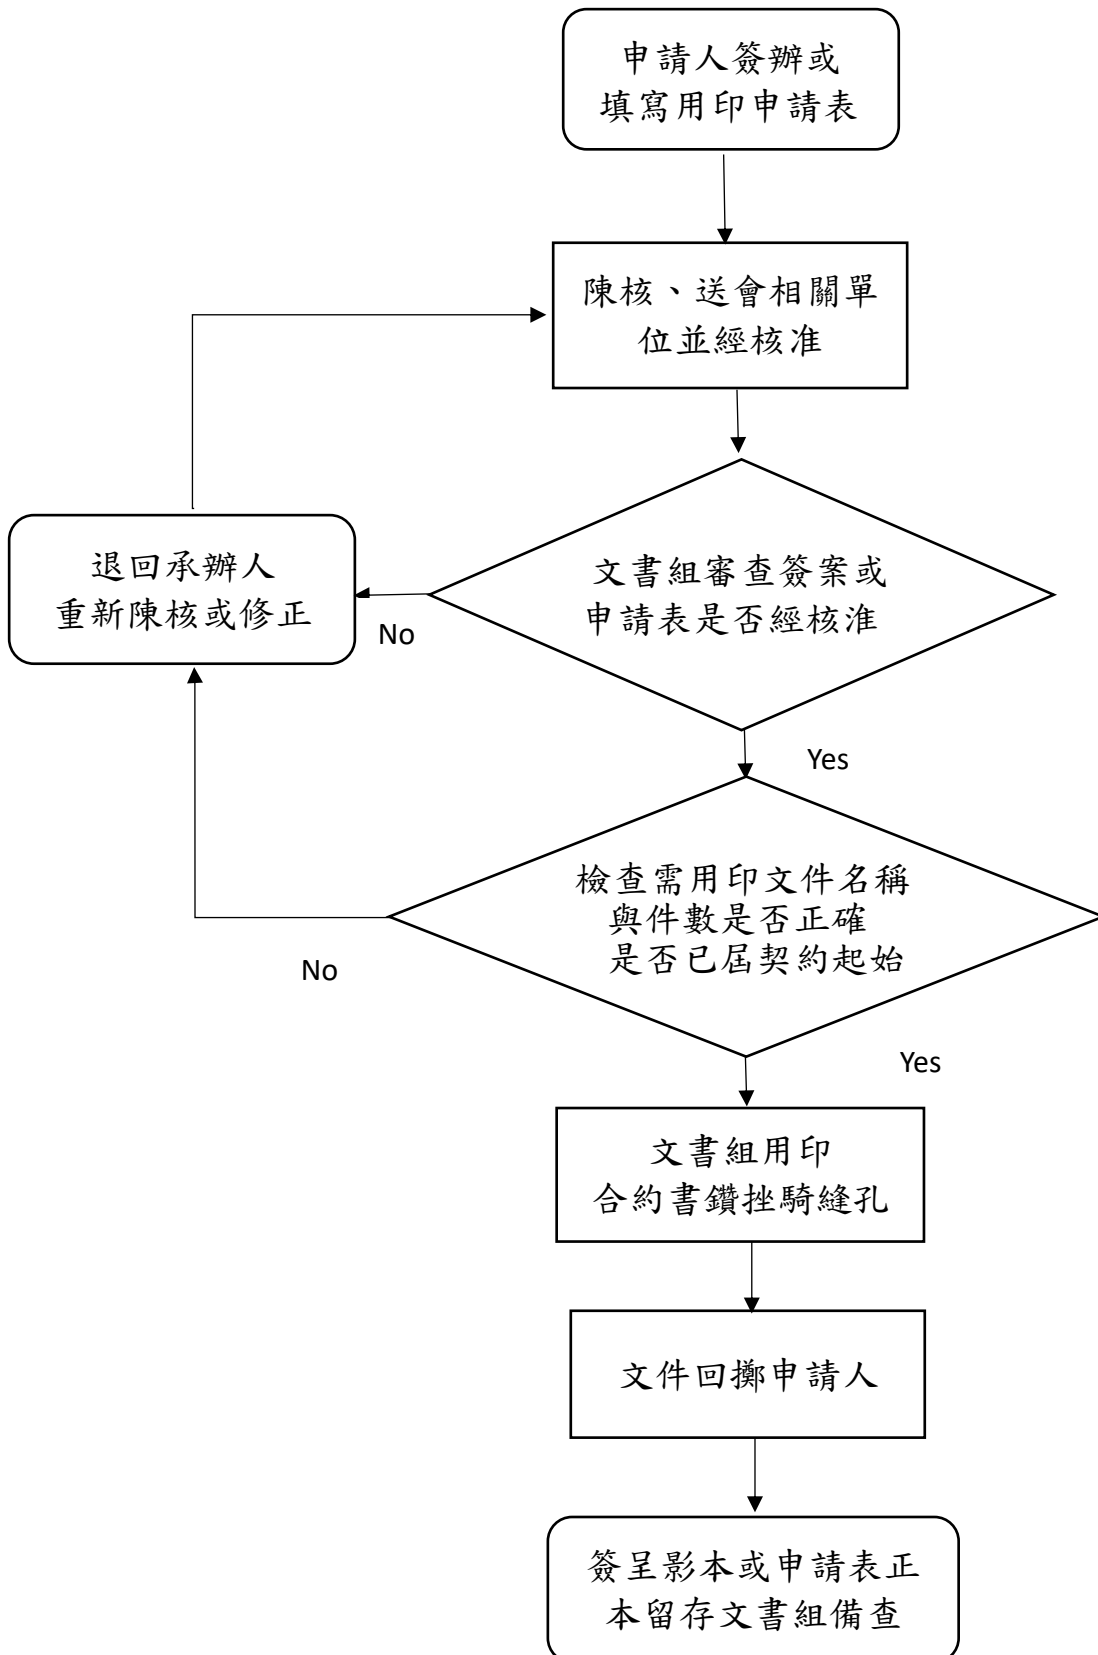 申請人簽辦或
填寫用印申請表
陳核、送會相關單
位並經核准
文書組審查簽案或
申請表是否經核淮
退回承辦人
重新陳核或修正
No
Yes
檢查需用印文件名稱
與件數是否正確
是否已屆契約起始
No
Yes
文書組用印
合約書鑽挫騎縫孔
文件回擲申請人
簽呈影本或申請表正
本留存文書組備查